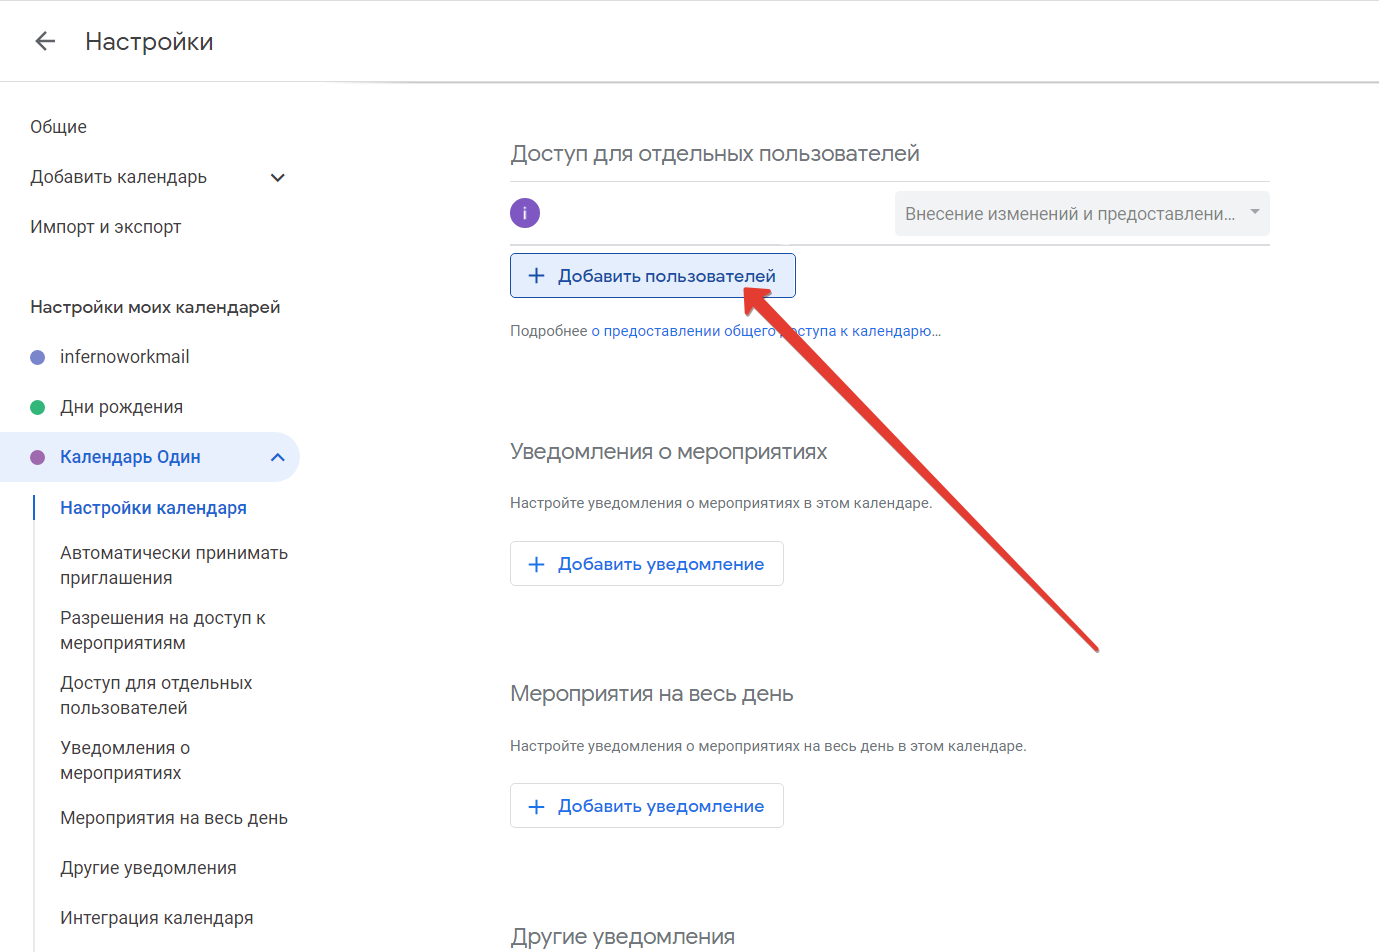 Настройки
Общие
Добавить календарь
Импорт и экспорт
Настройки моих календарей
infernoworkmail
Дни рождения
Календарь Один
Настройки календаря
Автоматически принимать
приглашения
Разрешения на доступ к
мероприятиям
Доступ для отдельных
пользователей
Уведомления о
мероприятиях
Мероприятия на весь день
Другие уведомления
Интеграция календаря
Доступ для отдельных пользователей
i
Внесение изменений и предоставлени...
+ Добавить пользователей
Подробнее о предоставлении общего доступа к календарю...
Уведомления о мероприятиях
Настройте уведомления о мероприятиях в этом календаре.
+ Добавить уведомление
Мероприятия на весь день
Настройте уведомления о мероприятиях на весь день в этом календаре.
+ Добавить уведомление
Другие уведомления